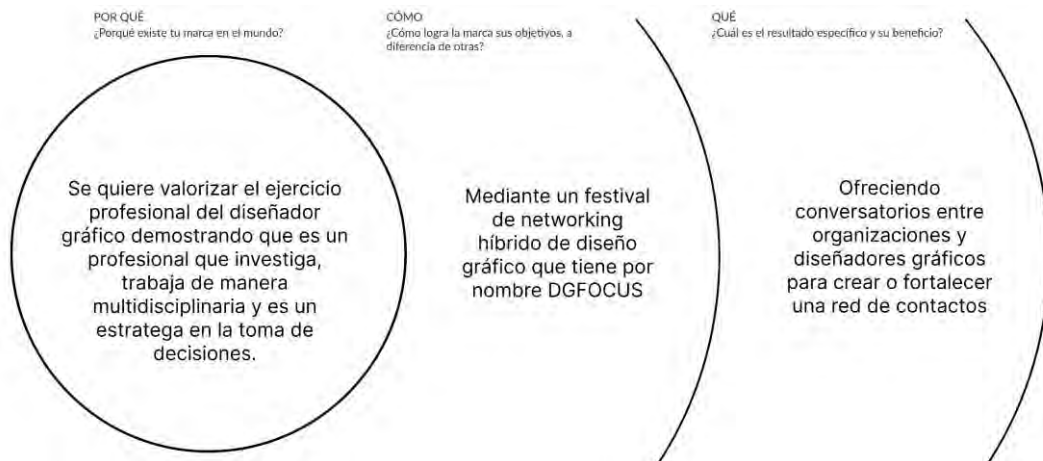 POR QUÉ
¿Porqué existe tu marca en el mundo?
Se quiere valorizar el ejercicio
profesional del diseñador
gráfico demostrando que es un
profesional que investiga,
trabaja de manera
multidisciplinaria y es un
estratega en la toma de
decisiones.
CÓMO
¿Cómo logra la marca sus objetivos, a
diferencia de otras?
Mediante un festival
de networking
híbrido de diseño
gráfico que tiene por
nombre DGFOCUS
QUÉ
¿Cuál es el resultado específico y su beneficio?
Ofreciendo
conversatorios entre
organizaciones y
diseñadores gráficos
para crear o fortalecer
una red de contactos